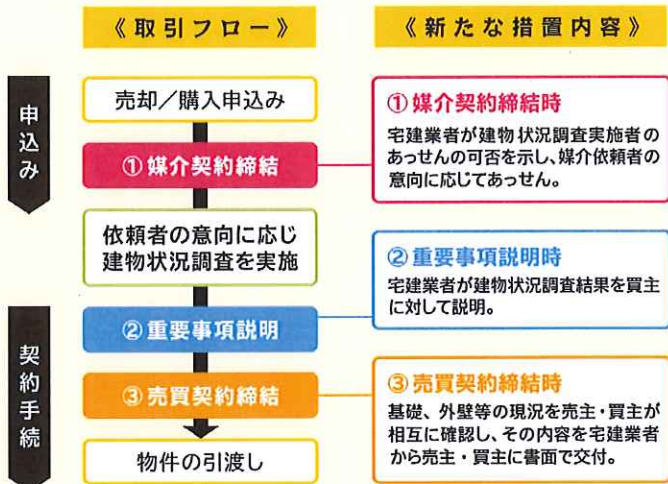 《取引フロー》
《新たな措置内容》
申込み
売却／購入申込み
①媒介契約締結
依頼者の意向に応じ
建物状況調査を実施
契約手続
②重要事項説明
③売買契約締結
物件の引渡し
①媒介契約締結時
宅建業者が建物状況調査実施者の
あっせんの可否を示し、媒介依頼者の
意向に応じてあっせん。
②重要事項説明時
宅建業者が建物状況調査結果を買主
に対して説明。
③売買契約締結時
基礎、外壁等の現況を売主・買主が
相互に確認し、その内容を宅建業者
から売主・買主に書面で交付。